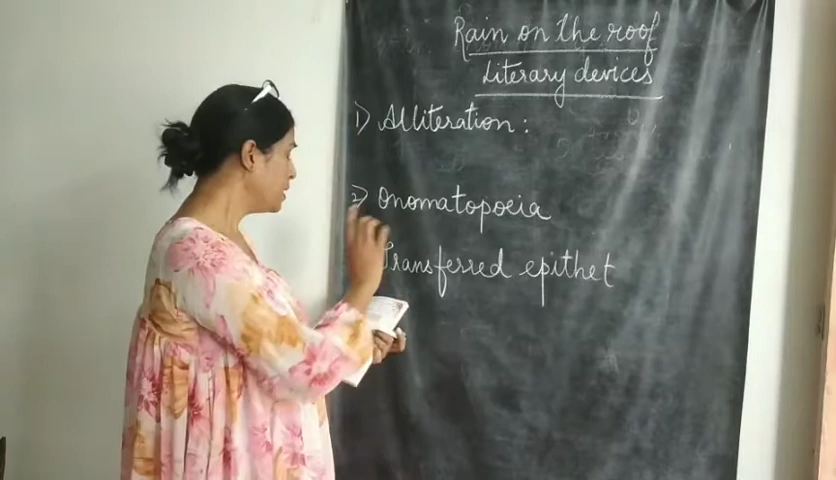 Rain on the roof
Literary devices
1) Alliteration:
2) Onomatopoeia
Transferred epithet